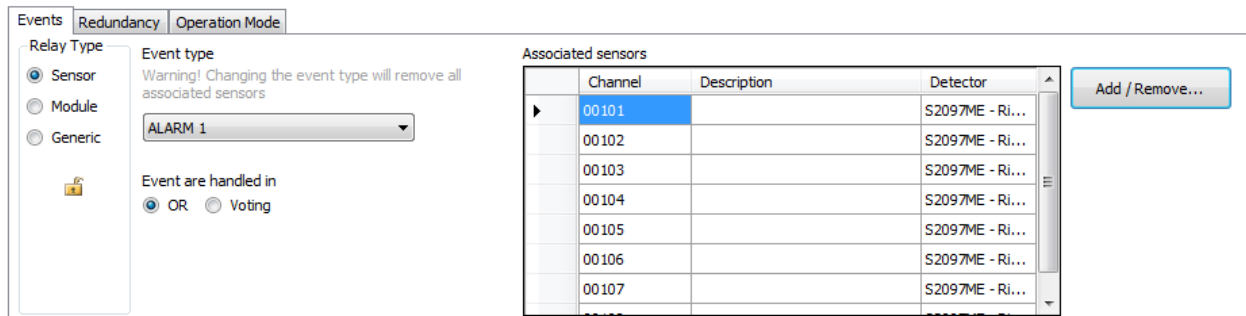 Events Redundancy Operation Mode
Relay Type
Sensor
Module
Generic
Event type
Warning! Changing the event type will remove all
associated sensors
ALARM 1
Event are handled in
OR Voting
Associated sensors
Channel Description Detector
00101 S2097ME - Ri...
00102 S2097ME - Ri...
00103 S2097ME - Ri...
00104 S2097ME - Ri...
00105 S2097ME - Ri...
00106 S2097ME - Ri...
00107 S2097ME - Ri...
Add / Remove...